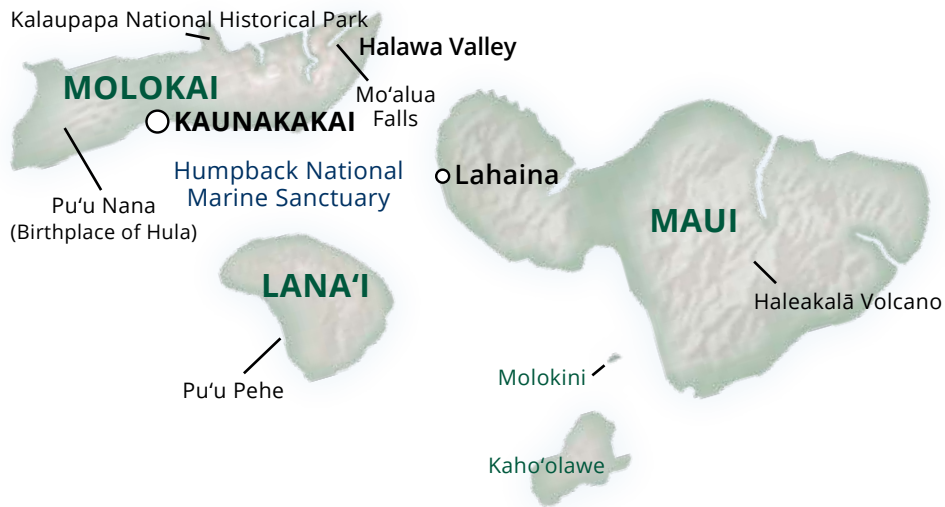 Kalaupapa National Historical Park
Halawa Valley
MOLOKAI
Moʻalua
Falls
KAUNAKAKAI
Humpback National
Marine Sanctuary
Lahaina
Puʻu Nana
(Birthplace of Hula)
MAUI
LANAʻI
Haleakalā Volcano
Puʻu Pehe
Molokini
Kahoʻolawe